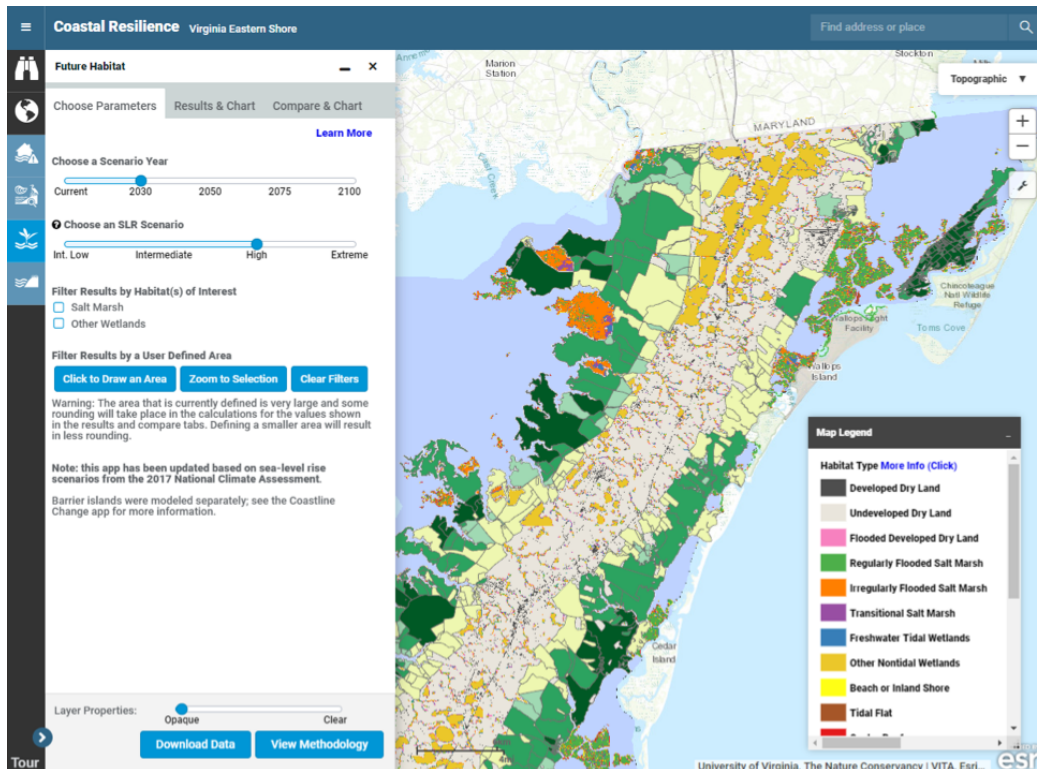 Coastal Resilience Virginia Eastern Shore
Find address or place
Future Habitat
Choose Parameters
Results & Chart
Compare & Chart
Learn More
Choose a Scenario Year
Current 2030 2050 2075 2100
Choose an SLR Scenario
Int. Low Intermediate High Extreme
Filter Results by Habitat(s) of Interest
Salt Marsh
Other Wetlands
Filter Results by a User Defined Area
Click to Draw an Area
Zoom to Selection
Clear Filters
Warning: The area that is currently defined is very large and some
rounding will take place in the calculations for the values shown
in the results and compare tabs. Defining a smaller area will result
in less rounding.
Note: this app has been updated based on sea-level rise
scenarios from the 2017 National Climate Assessment.
Barrier islands were modeled separately; see the Coastline
Change app for more information.
Layer Properties:
Opaque Clear
Download Data
View Methodology
Tour
Marion
Station
Stockton
Topographic
MARYLAND
Chincoteague
Natl Wildlife
Refuge
Wallops Flight
Facility
Toms Cove
Wallops
Island
Cedar
Island
Map Legend
Habitat Type More Info (Click)
Developed Dry Land
Undeveloped Dry Land
Flooded Developed Dry Land
Regularly Flooded Salt Marsh
Irregularly Flooded Salt Marsh
Transitional Salt Marsh
Freshwater Tidal Wetlands
Other Nontidal Wetlands
Beach or Inland Shore
Tidal Flat
University of Virginia, The Nature Conservancy | VITA, Esri...
esri